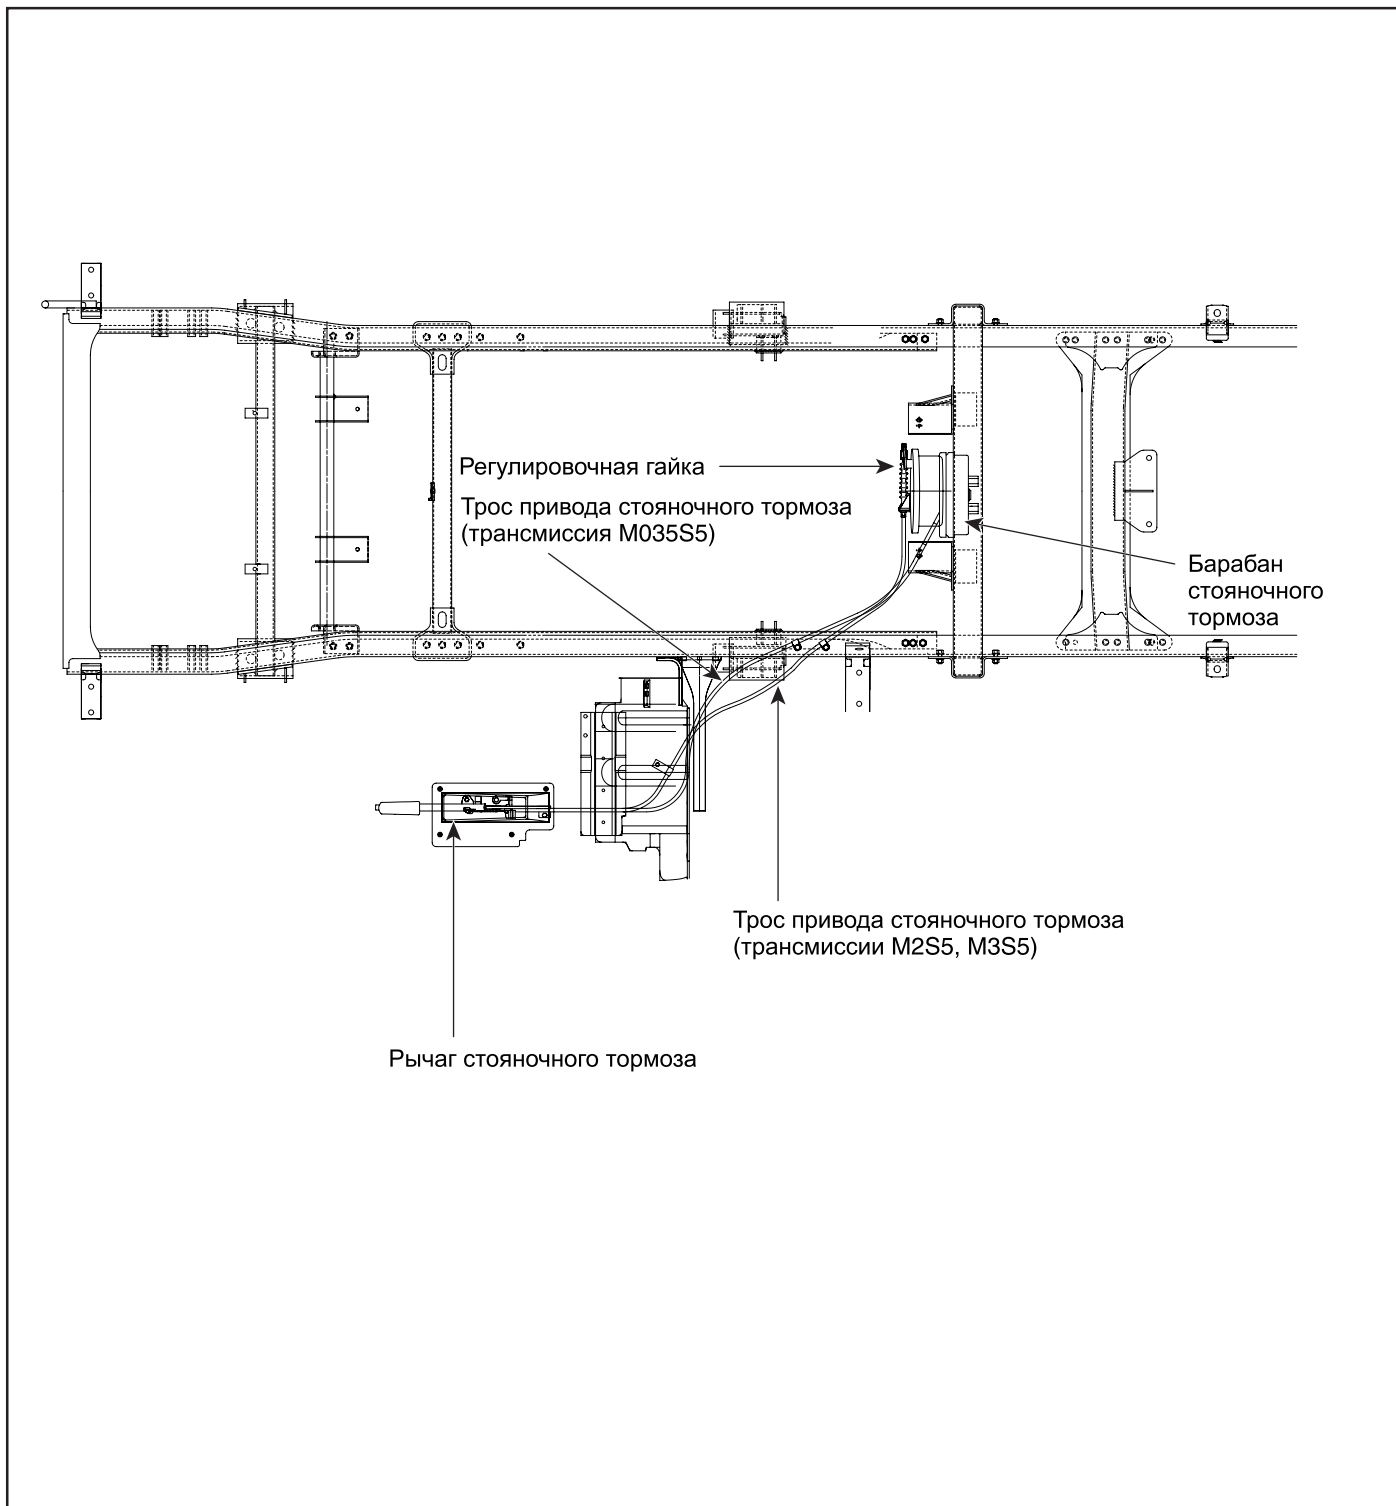 Регулировочная гайка
Трос привода стояночного тормоза
(трансмиссия M035S5)
Барабан
стояночного
тормоза
Трос привода стояночного тормоза
(трансмиссии M2S5, M3S5)
Рычаг стояночного тормоза